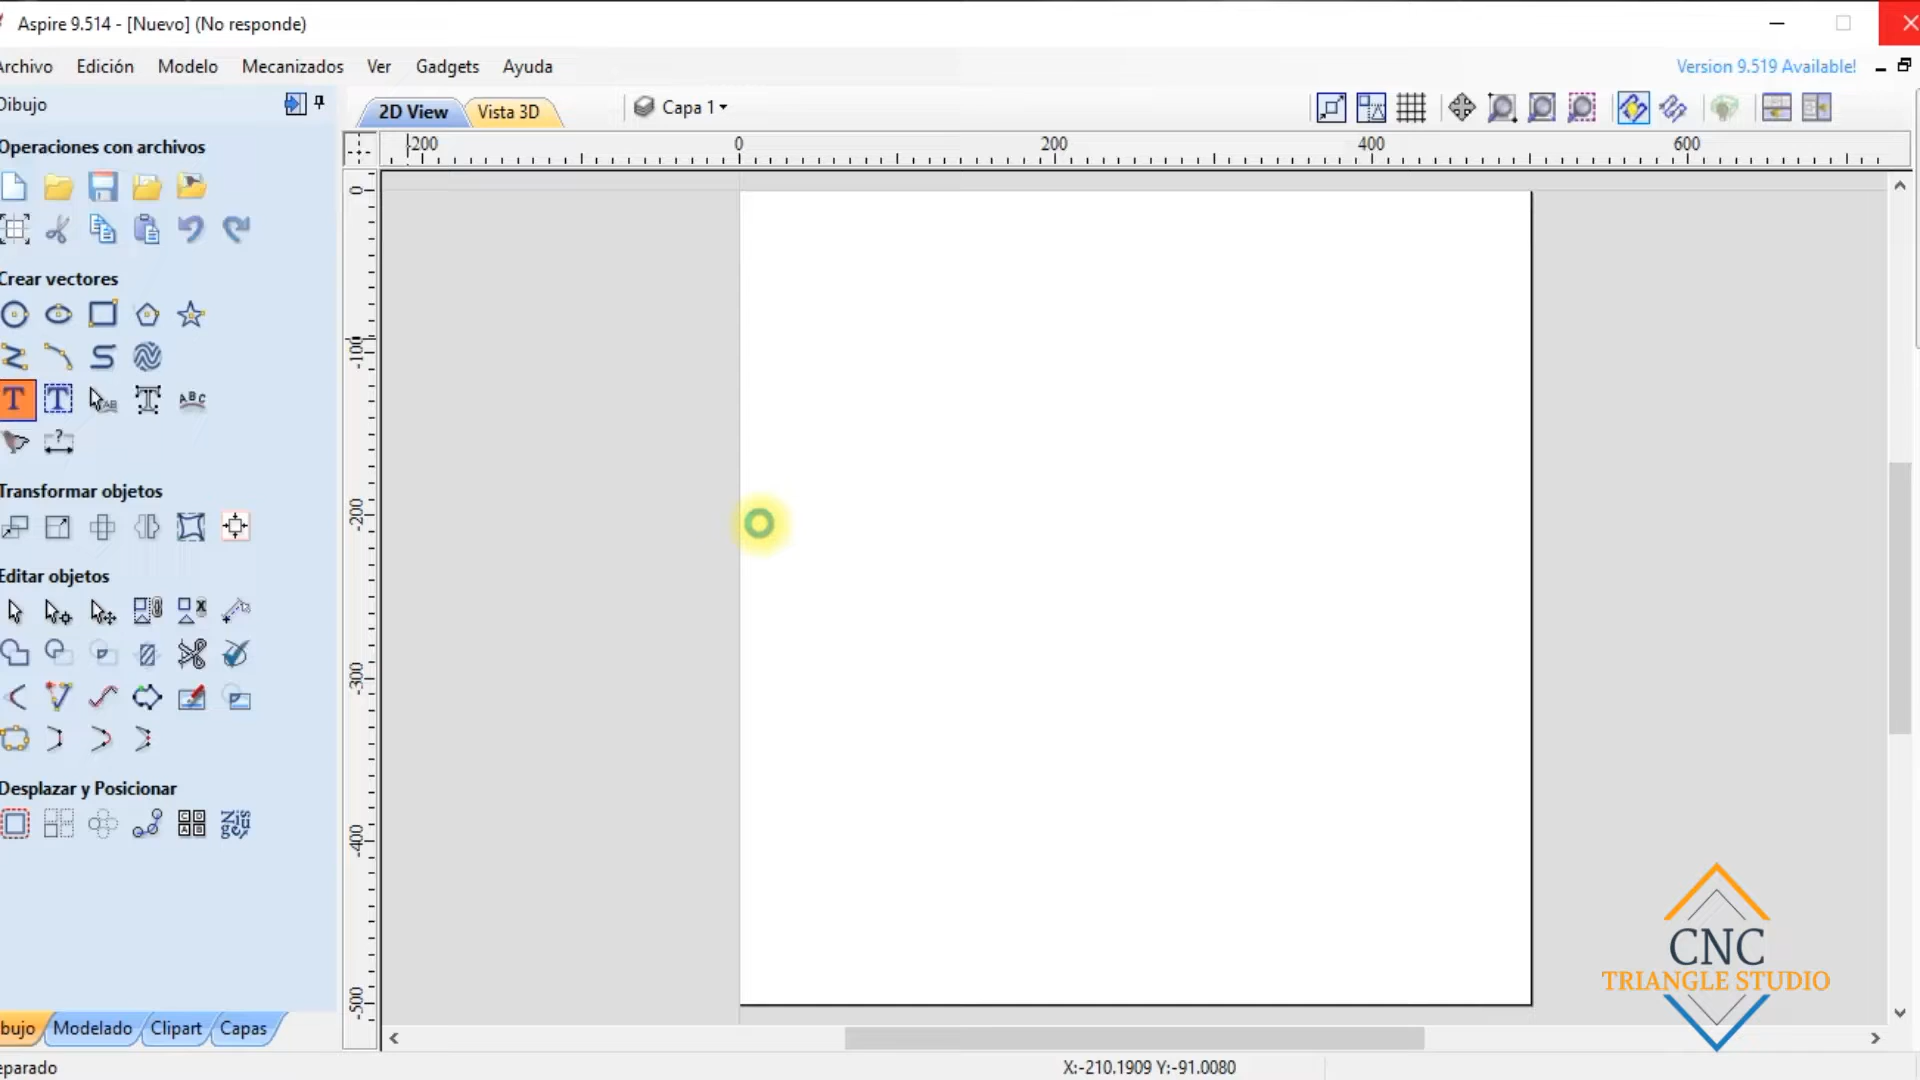 Aspire 9.514 - [Nuevo] (No responde)
Archivo Edición Modelo Mecanizados Ver Gadgets Ayuda Version 9.519 Available!
Dibujo 2D View Vista 3D Capa 1
-200 0 200 400 600
Operaciones con archivos
0
Crear vectores
-100
T T AB T ABC
?
Transformar objetos
-200
Editar objetos
-300
Desplazar y Posicionar
-400
-500
CNC
TRIANGLE STUDIO
bujo Modelado Clipart Capas
eparado X:-210.1909 Y:-91.0080